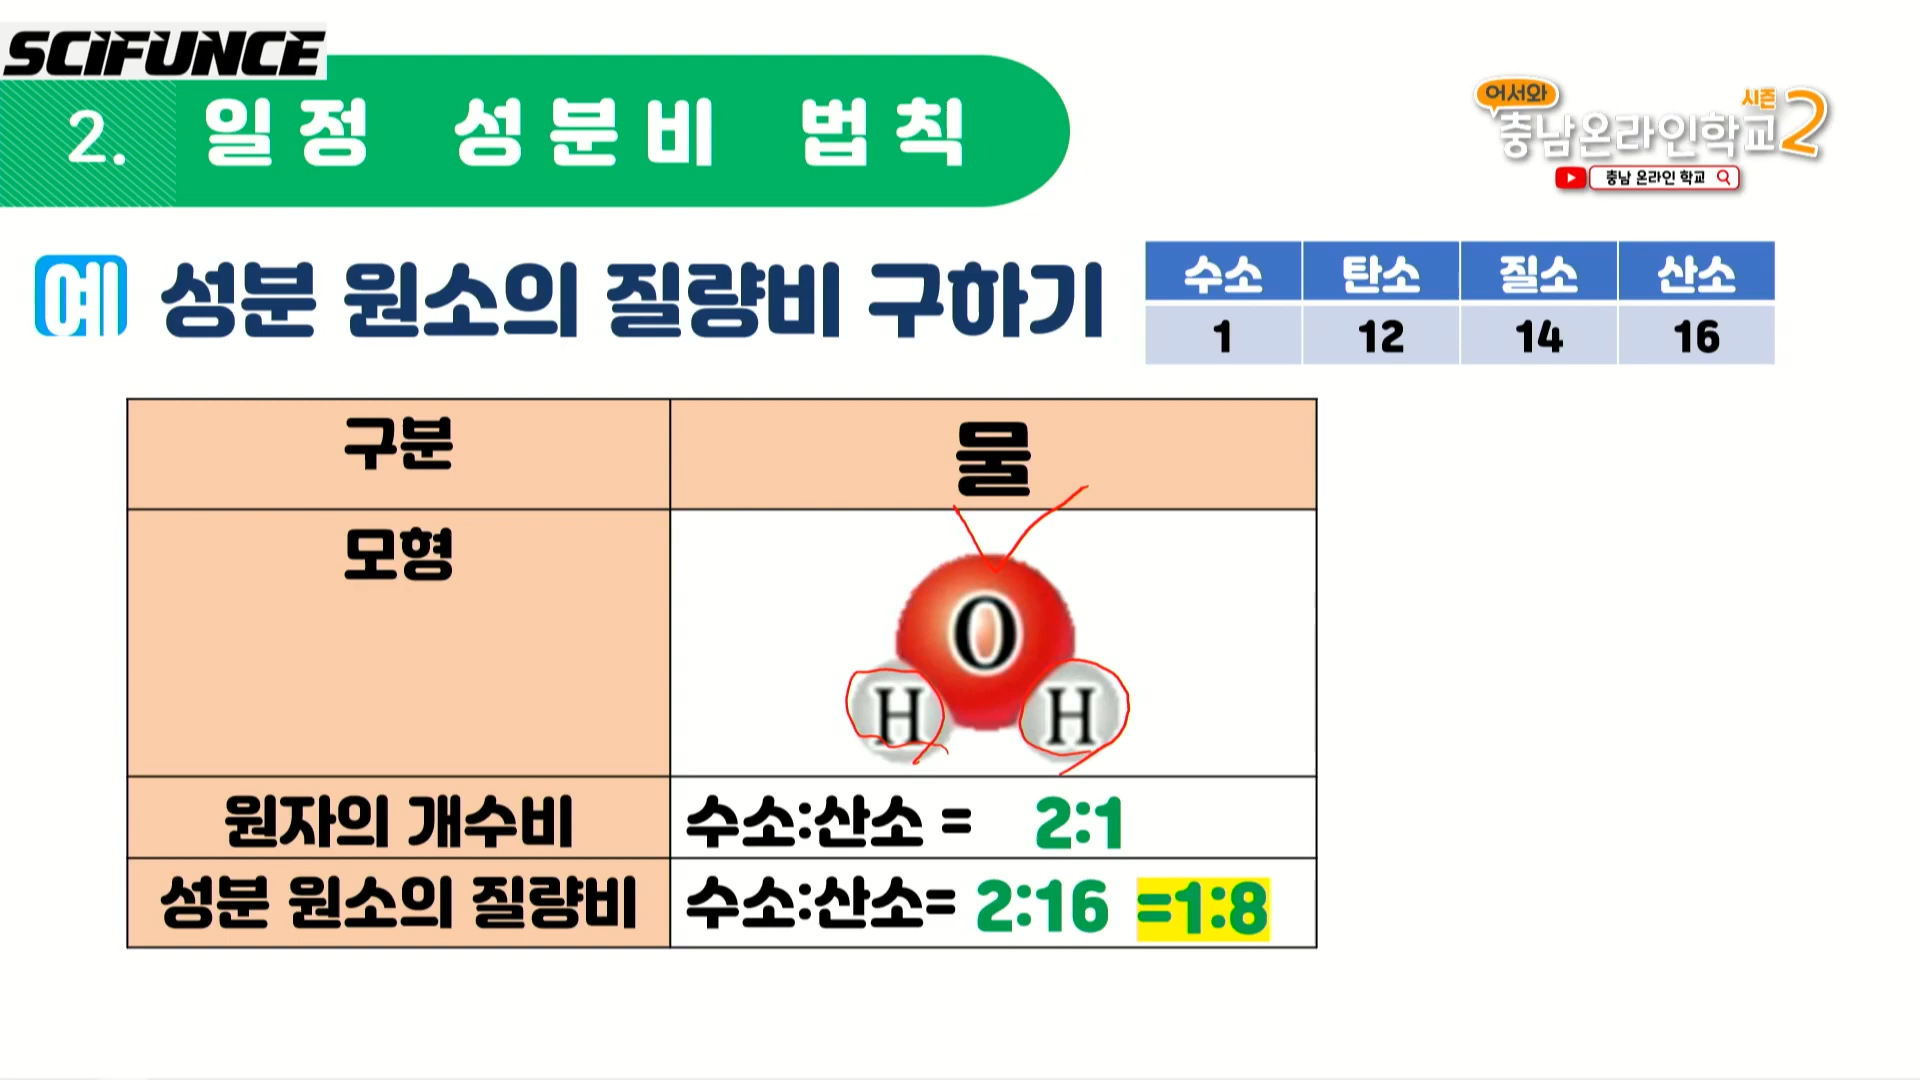 SCIFUNCE
2. 일정 성분비 법칙
어서와
시즌
충남온라인학교2
충남 온라인 학교
예 성분 원소의 질량비 구하기
수소 탄소 질소 산소
1 12 14 16
구분 물
모형
O
H H
원자의 개수비 수소:산소 = 2:1
성분 원소의 질량비 수소:산소= 2:16 =1:8